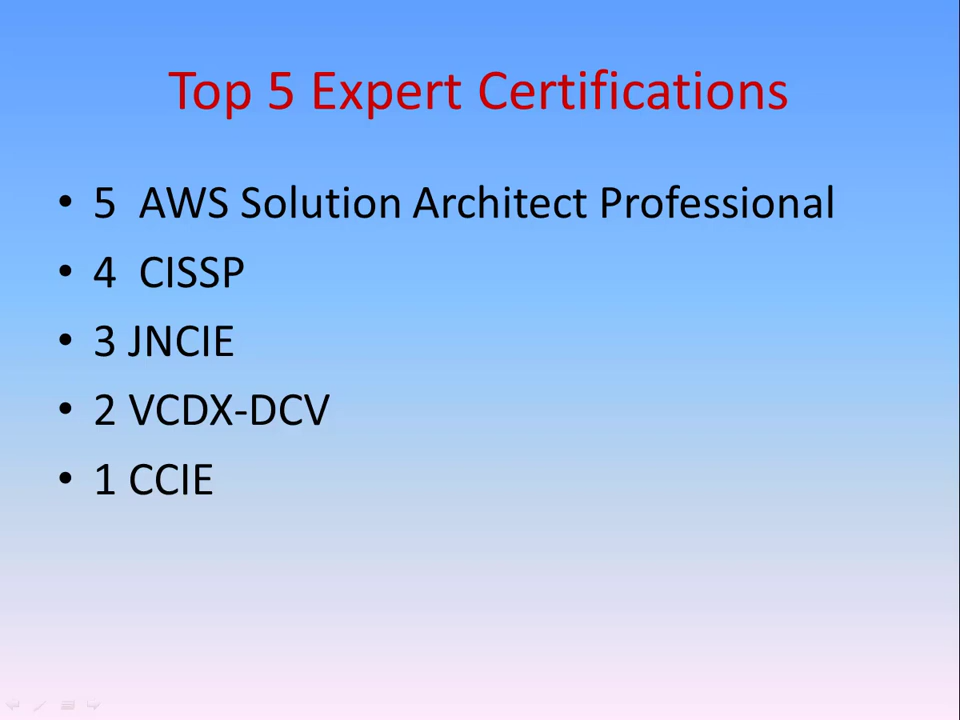 Top 5 Expert Certifications
• 5  AWS Solution Architect Professional
• 4  CISSP
• 3 JNCIE
• 2 VCDX-DCV
• 1 CCIE